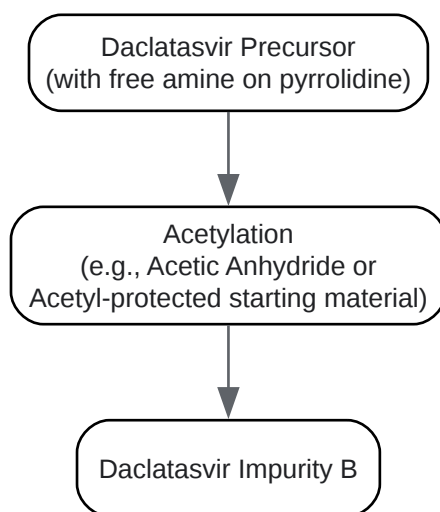 Daclatasvir Precursor
(with free amine on pyrrolidine)
Acetylation
(e.g., Acetic Anhydride or
Acetyl-protected starting material)
Daclatasvir Impurity B